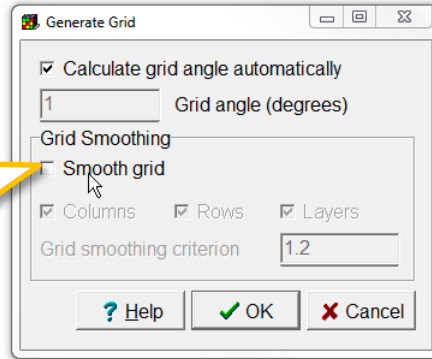 Generate Grid
Calculate grid angle automatically
1 Grid angle (degrees)
Grid Smoothing
Smooth grid
Columns Rows Layers
Grid smoothing criterion 1.2
? Help OK Cancel